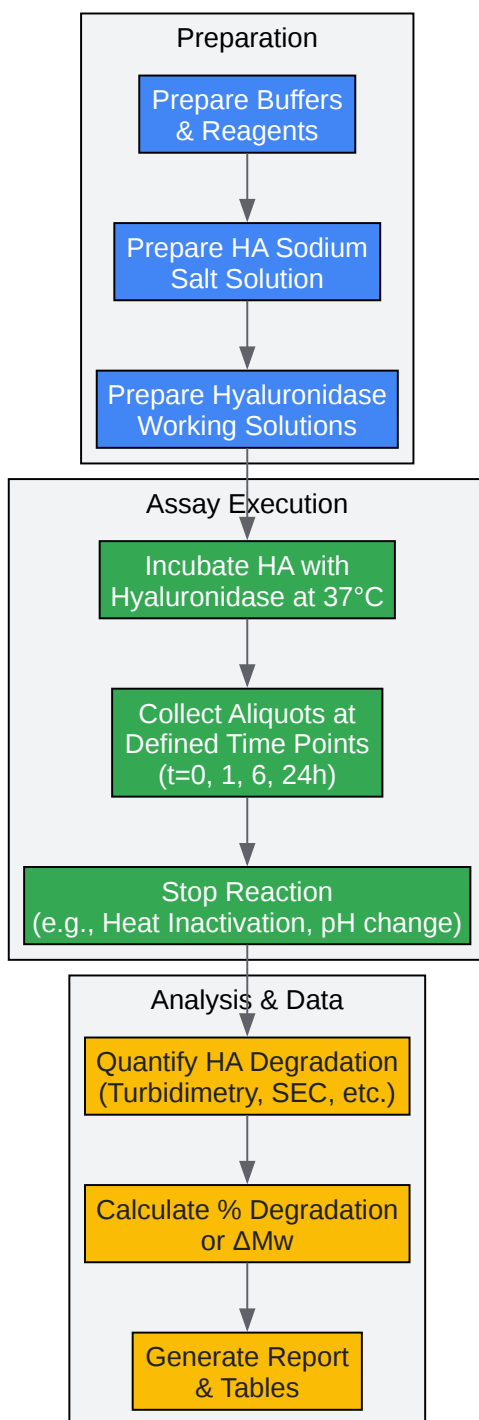 Preparation
Prepare Buffers
& Reagents
Prepare HA Sodium
Salt Solution
Prepare Hyaluronidase
Working Solutions
Assay Execution
Incubate HA with
Hyaluronidase at 37°C
Collect Aliquots at
Defined Time Points
(t=0, 1, 6, 24h)
Stop Reaction
(e.g., Heat Inactivation, pH change)
Analysis & Data
Quantify HA Degradation
(Turbidimetry, SEC, etc.)
Calculate % Degradation
or ΔMw
Generate Report
& Tables